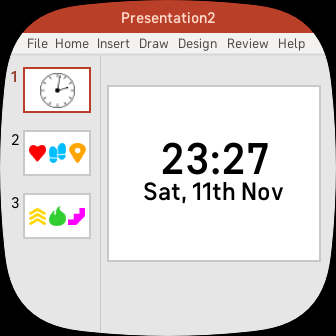 Presentation2
File Home Insert Draw Design Review Help
1
2
3
23:27
Sat, 11th Nov